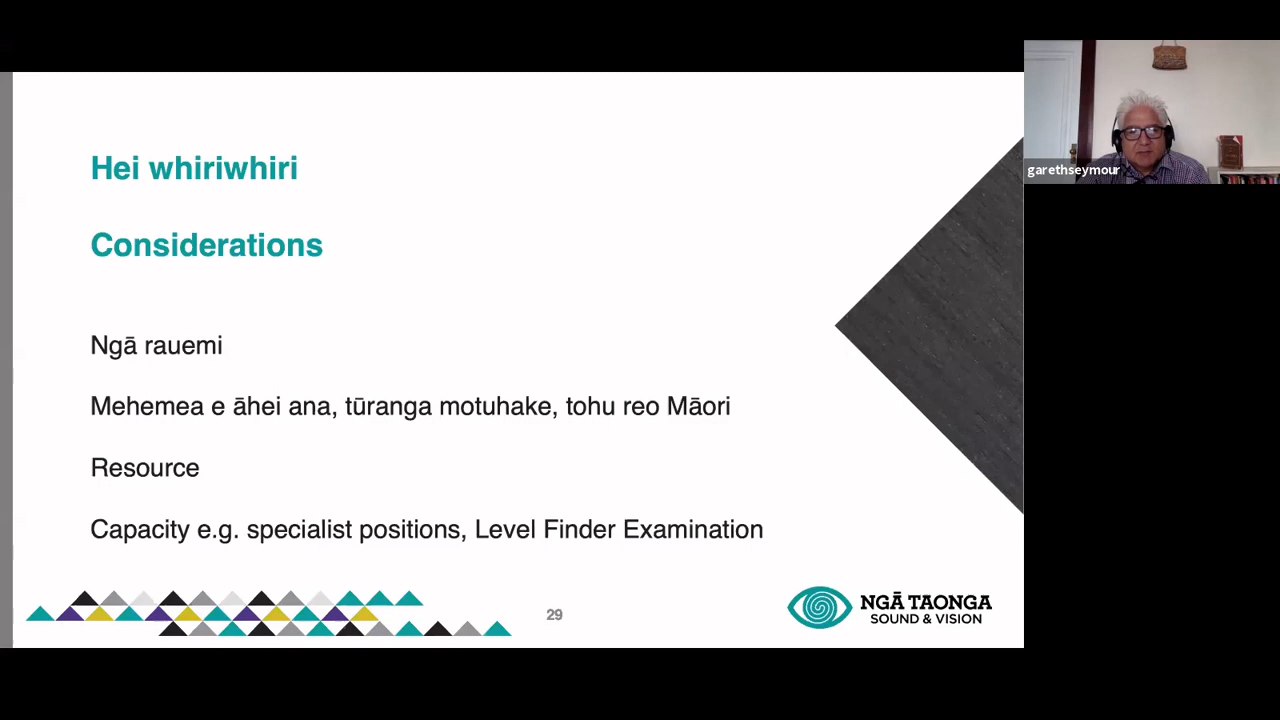 Hei whiriwhiri
Considerations
Ngā rauemi
Mehemea e āhei ana, tūranga motuhake, tohu reo Māori
Resource
Capacity e.g. specialist positions, Level Finder Examination
29
NGĀ TAONGA
SOUND & VISION
garethseymour